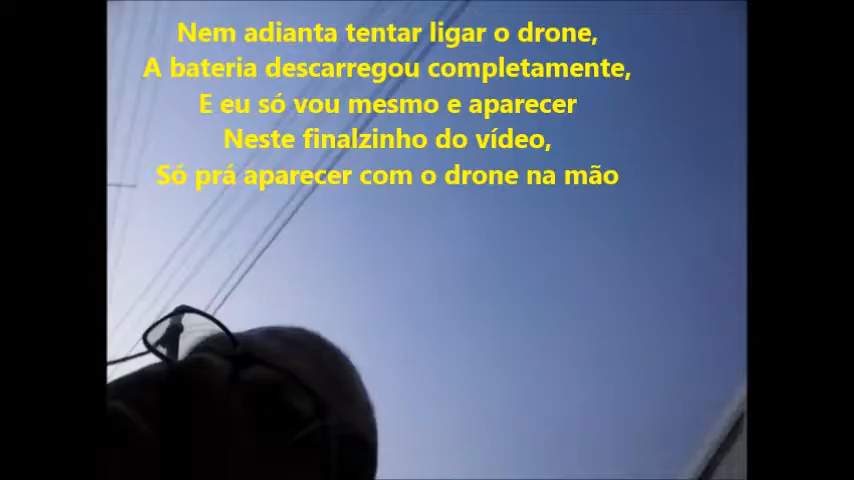 Nem adianta tentar ligar o drone,
A bateria descarregou completamente,
E eu só vou mesmo e aparecer
Neste finalzinho do vídeo,
Só prá aparecer com o drone na mão